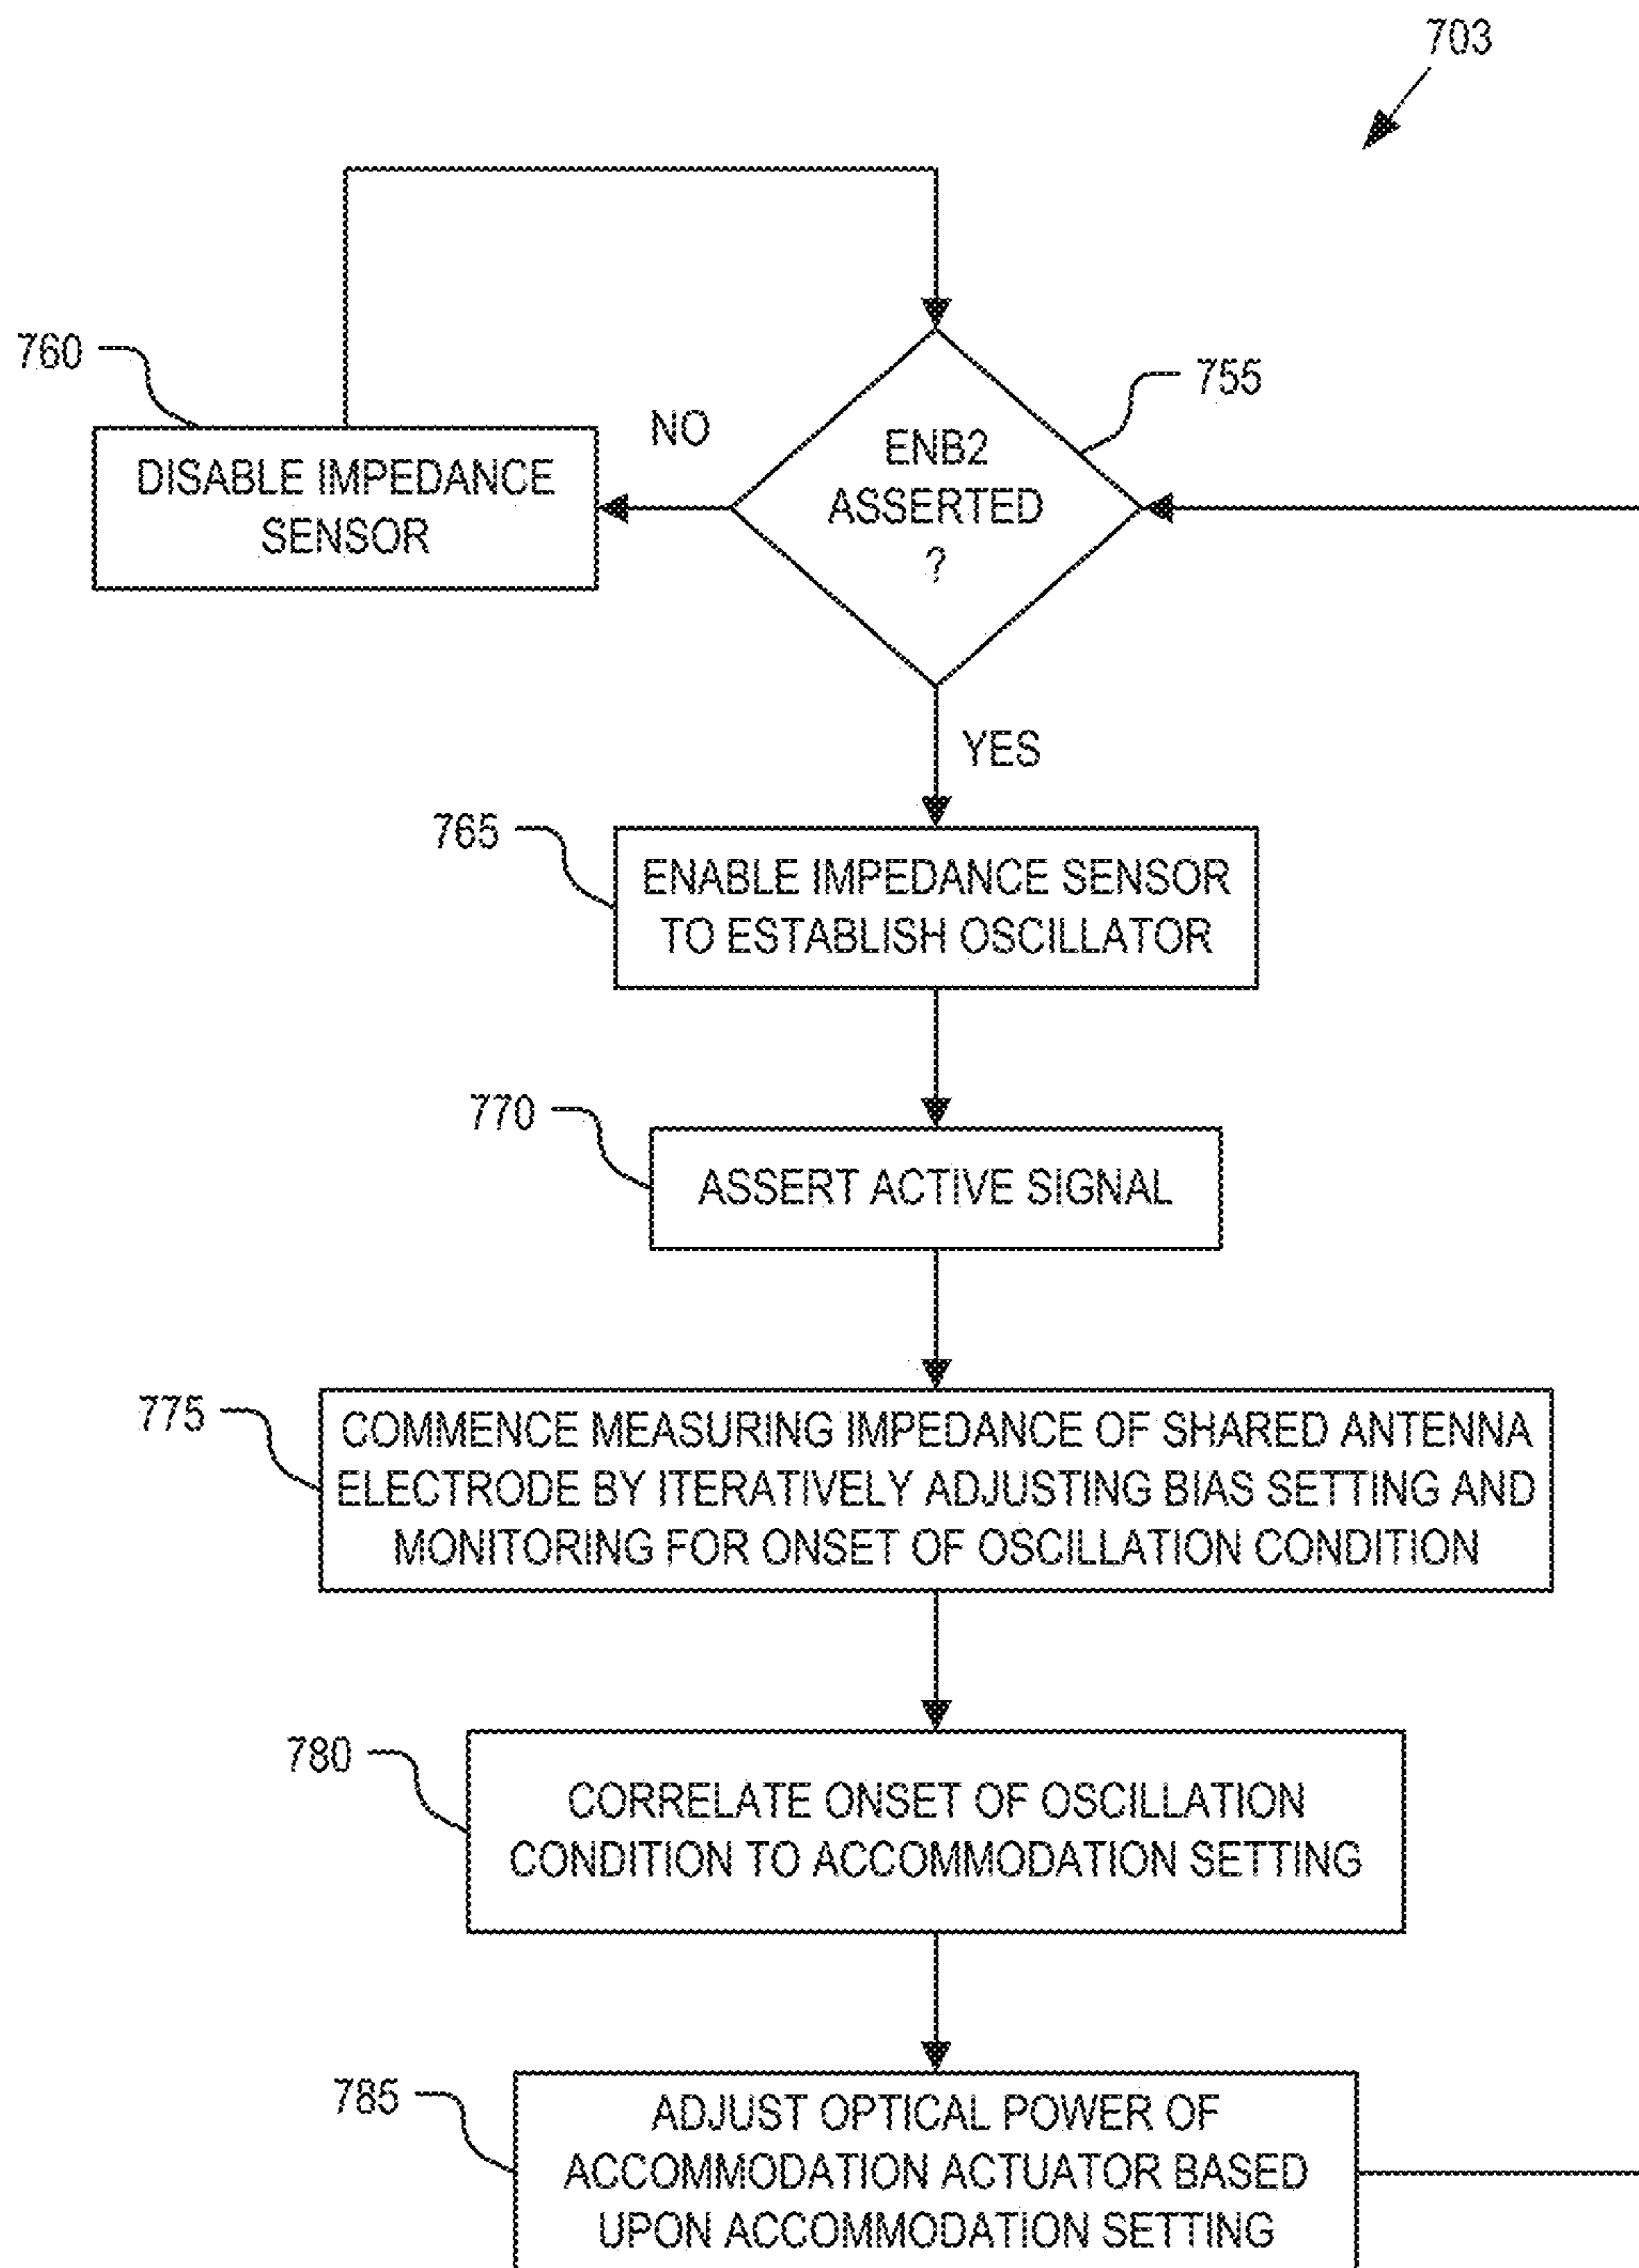 703
760
755
NO
ENB2
ASSERTED
?
DISABLE IMPEDANCE
SENSOR
YES
765
ENABLE IMPEDANCE SENSOR
TO ESTABLISH OSCILLATOR
770
ASSERT ACTIVE SIGNAL
775
COMMENCE MEASURING IMPEDANCE OF SHARED ANTENNA
ELECTRODE BY ITERATIVELY ADJUSTING BIAS SETTING AND
MONITORING FOR ONSET OF OSCILLATION CONDITION
780
CORRELATE ONSET OF OSCILLATION
CONDITION TO ACCOMMODATION SETTING
785
ADJUST OPTICAL POWER OF
ACCOMMODATION ACTUATOR BASED
UPON ACCOMMODATION SETTING